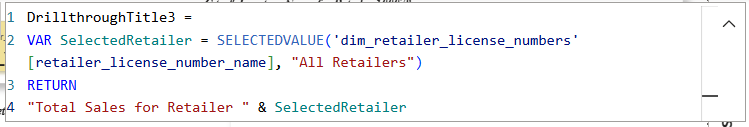 1 DrillthroughTitle3 =
2 VAR SelectedRetailer = SELECTEDVALUE('dim_retailer_license_numbers'
[retailer_license_number_name], "All Retailers")
3 RETURN
4 "Total Sales for Retailer " & SelectedRetailer